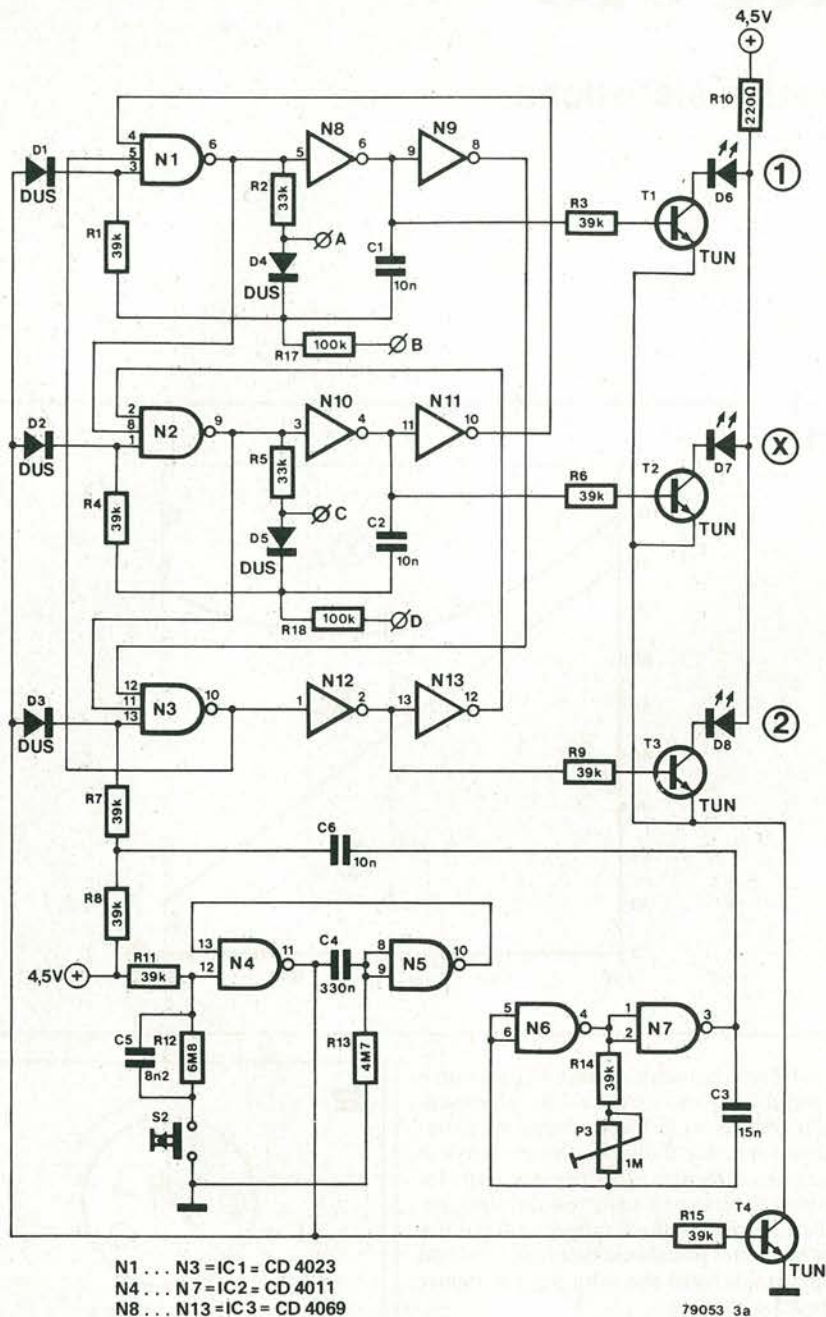 4,5V
+
R10
220Ω
D1
DUS
4
5
3
N1
6
5
N8
6
9
N9
8
R2
33k
A
D4
DUS
C1
10n
R1
39k
R3
39k
T1
TUN
D6
1
R17
100k
B
D2
DUS
2
8
1
N2
9
3
N10
4
11
N11
10
R5
33k
C
D5
DUS
C2
10n
R4
39k
R6
39k
T2
TUN
D7
X
R18
100k
D
D3
DUS
12
11
13
N3
10
1
N12
2
13
N13
12
R9
39k
T3
TUN
D8
2
R7
39k
C6
10n
R8
39k
4,5V
+
R11
39k
13
12
N4
11
C4
330n
8
9
N5
10
C5
8n2
R12
6M8
R13
4M7
S2
5
6
N6
4
1
2
N7
3
R14
39k
P3
1M
C3
15n
R15
39k
T4
TUN
N1 . . . N3 = IC1 = CD 4023
N4 . . . N7 = IC2 = CD 4011
N8 . . . N13 = IC3 = CD 4069
79053 3a